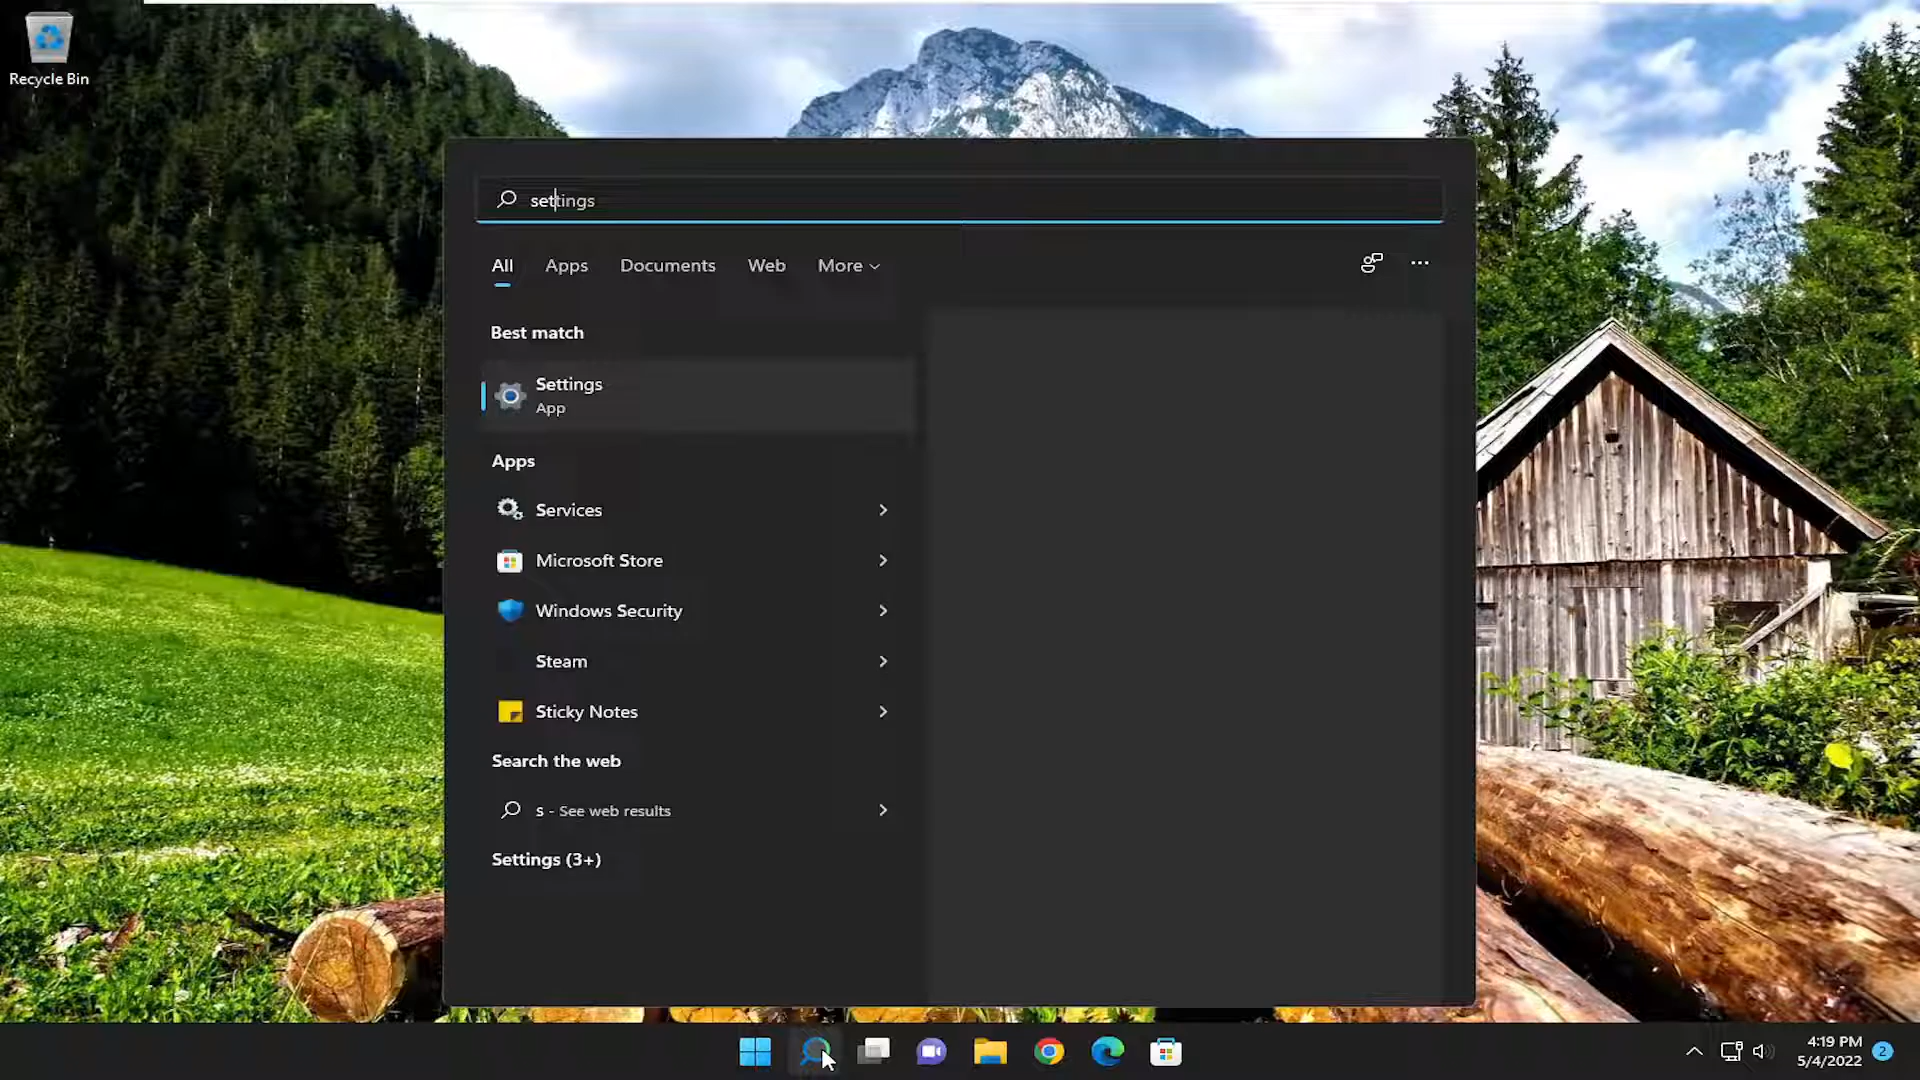 Recycle Bin
settings
All Apps Documents Web More
Best match
Settings
App
Apps
Services
Microsoft Store
Windows Security
Steam
Sticky Notes
Search the web
s - See web results
Settings (3+)
4:19 PM
5/4/2022
2